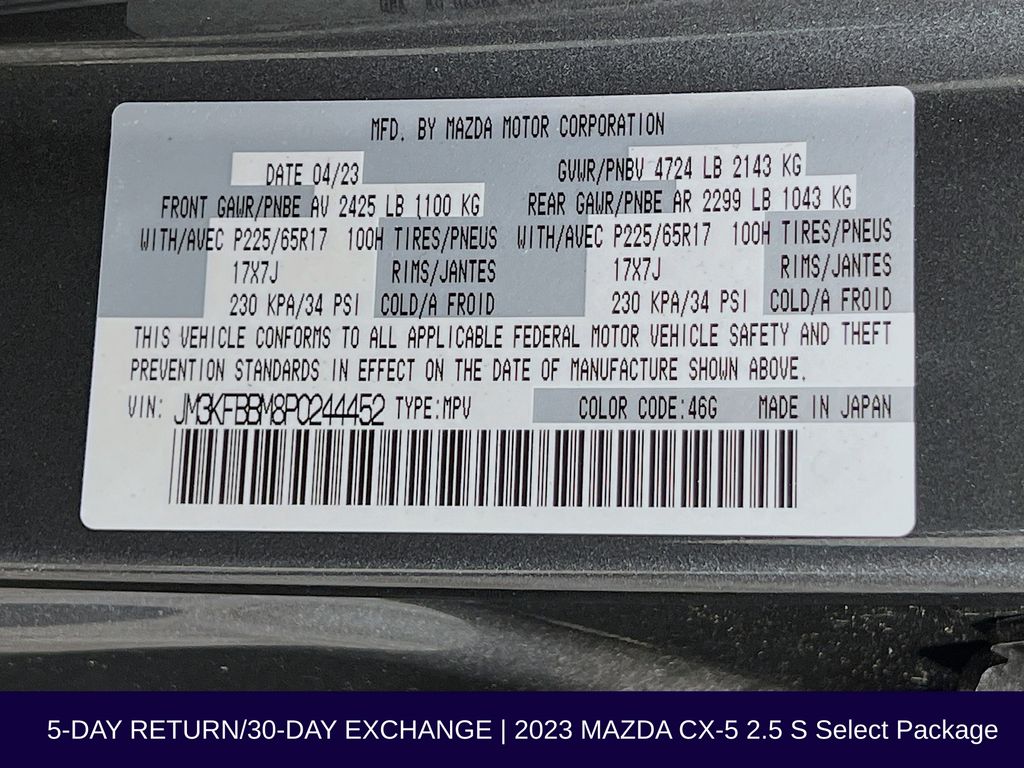 MFD. BY MAZDA MOTOR CORPORATION
DATE 04/23 GVWR/PNBV 4724 LB 2143 KG
FRONT GAWR/PNBE AV 2425 LB 1100 KG REAR GAWR/PNBE AR 2299 LB 1043 KG
WITH/AVEC P225/65R17 100H TIRES/PNEUS WITH/AVEC P225/65R17 100H TIRES/PNEUS
17X7J RIMS/JANTES 17X7J RIMS/JANTES
230 KPA/34 PSI COLD/A FROID 230 KPA/34 PSI COLD/A FROID
THIS VEHICLE CONFORMS TO ALL APPLICABLE FEDERAL MOTOR VEHICLE SAFETY AND THEFT
PREVENTION STANDARDS IN EFFECT ON THE DATE OF MANUFACTURE SHOWN ABOVE.
VIN: JM3KFBBM8P0244452 TYPE:MPV COLOR CODE:46G MADE IN JAPAN
5-DAY RETURN/30-DAY EXCHANGE | 2023 MAZDA CX-5 2.5 S Select Package